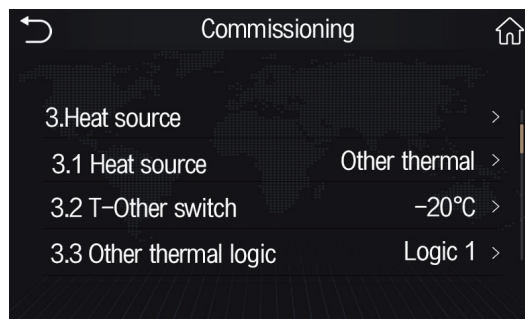 Commissioning
3.Heat source
3.1 Heat source Other thermal
3.2 T-Other switch -20°C
3.3 Other thermal logic Logic 1